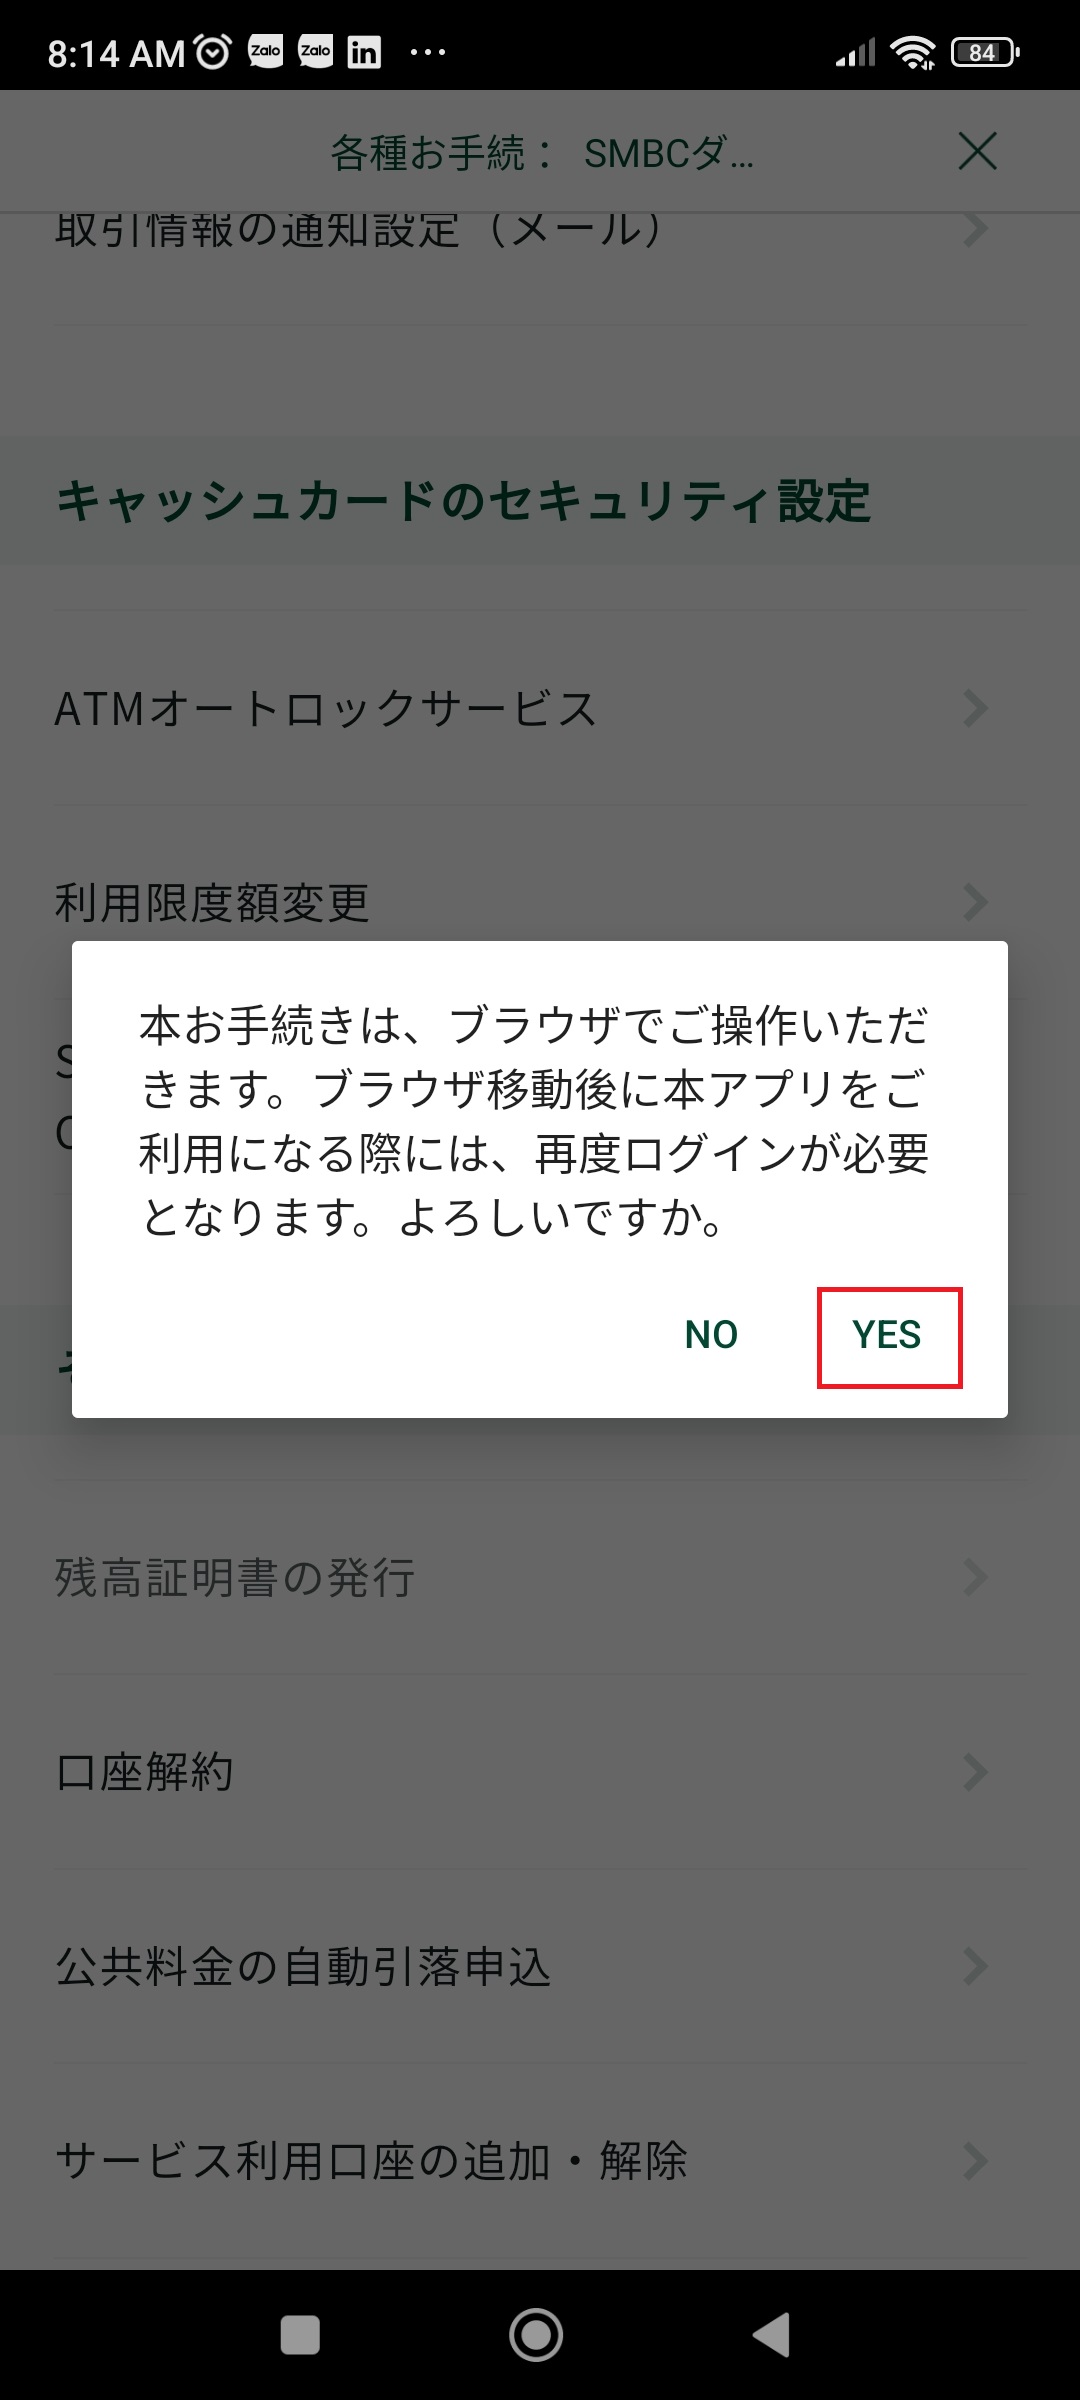 8:14 AM Zalo Zalo in ... 84
各種お手続： SMBCダ...
取引情報の通知設定（メール）
キャッシュカードのセキュリティ設定
ATMオートロックサービス
利用限度額変更
本お手続きは、ブラウザでご操作いただ
きます。ブラウザ移動後に本アプリをご
利用になる際には、再度ログインが必要
となります。よろしいですか。
NO YES
残高証明書の発行
口座解約
公共料金の自動引落申込
サービス利用口座の追加・解除